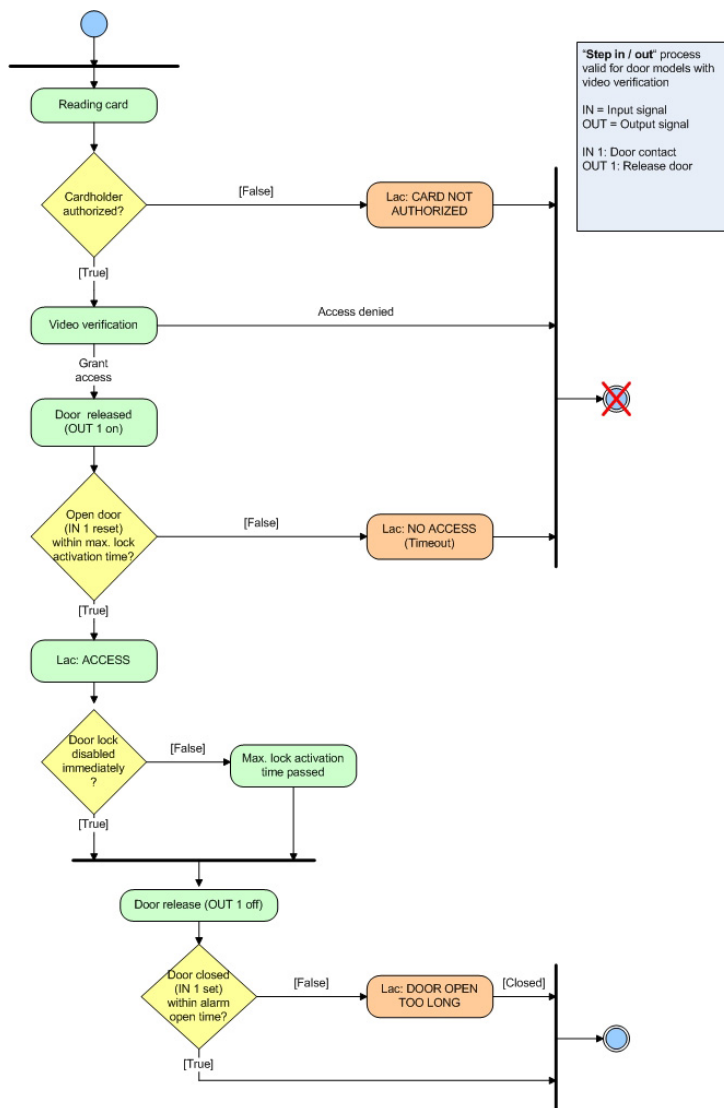 "Step in / out" process
valid for door models with
video verification
IN = Input signal
OUT = Output signal
IN 1: Door contact
OUT 1: Release door
Reading card
Cardholder
authorized?
[False]
Lac: CARD NOT
AUTHORIZED
[True]
Video verification
Access denied
Grant
access
Door released
(OUT 1 on)
Open door
(IN 1 reset)
within max. lock
activation time?
[False]
Lac: NO ACCESS
(Timeout)
[True]
Lac: ACCESS
Door lock
disabled
immediately
?
[False]
Max. lock activation
time passed
[True]
Door release (OUT 1 off)
Door closed
(IN 1 set)
within alarm
open time?
[False]
Lac: DOOR OPEN
TOO LONG
[Closed]
[True]